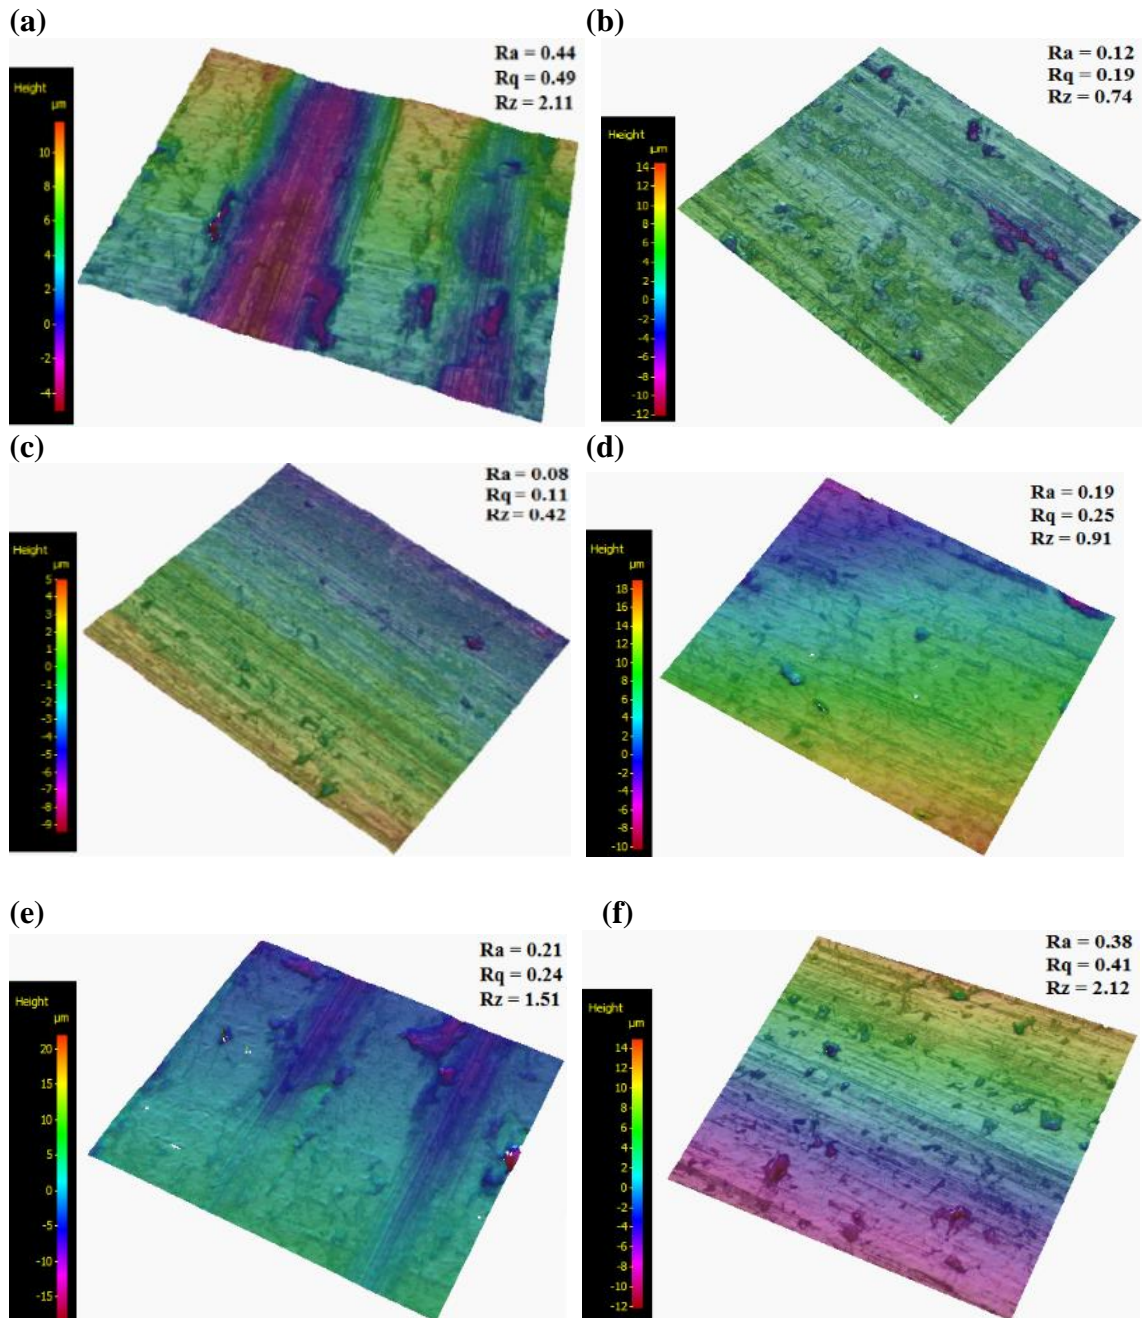 (a)
Ra = 0.44
Rq = 0.49
Rz = 2.11
Height
µm
10
8
6
4
2
0
-2
-4
(b)
Ra = 0.12
Rq = 0.19
Rz = 0.74
Height
µm
14
12
10
8
6
4
2
0
-2
-4
-6
-8
-10
-12
(c)
Ra = 0.08
Rq = 0.11
Rz = 0.42
Height
µm
5
4
3
2
1
0
-1
-2
-3
-4
-5
-6
-7
-8
-9
(d)
Ra = 0.19
Rq = 0.25
Rz = 0.91
Height
µm
18
16
14
12
10
8
6
4
2
0
-2
-4
-6
-8
-10
(e)
Ra = 0.21
Rq = 0.24
Rz = 1.51
Height
µm
20
15
10
5
0
-5
-10
-15
(f)
Ra = 0.38
Rq = 0.41
Rz = 2.12
Height
µm
14
12
10
8
6
4
2
0
-2
-4
-6
-8
-10
-12